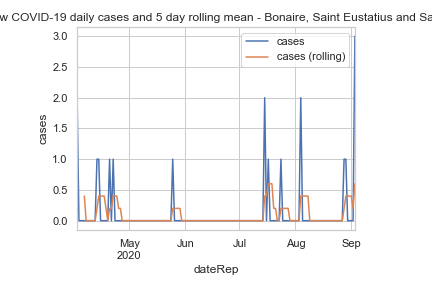 w COVID-19 daily cases and 5 day rolling mean - Bonaire, Saint Eustatius and Sa
cases
cases (rolling)
3.0
2.5
2.0
1.5
1.0
0.5
0.0
cases
May Jun Jul Aug Sep
2020
dateRep